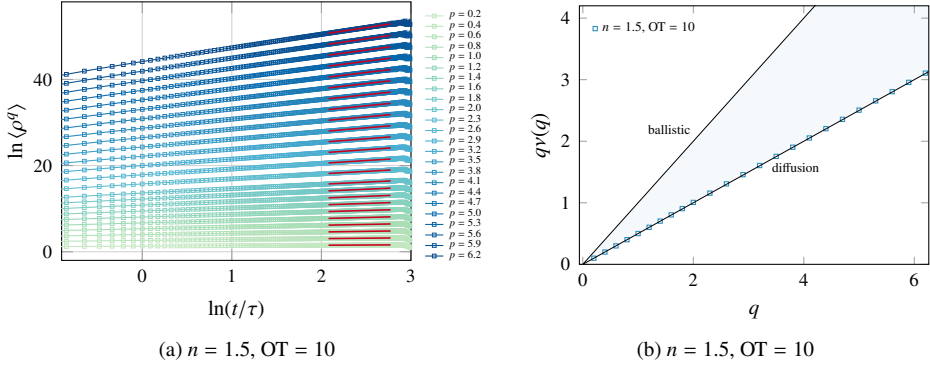 ln ⟨ρ^q⟩
40
20
0
0
1
2
3
ln(t/τ)
p = 0.2
p = 0.4
p = 0.6
p = 0.8
p = 1.0
p = 1.2
p = 1.4
p = 1.6
p = 1.8
p = 2.0
p = 2.3
p = 2.6
p = 2.9
p = 3.2
p = 3.5
p = 3.8
p = 4.1
p = 4.4
p = 4.7
p = 5.0
p = 5.3
p = 5.6
p = 5.9
p = 6.2
(a) n = 1.5, OT = 10
qν(q)
4
3
2
1
0
n = 1.5, OT = 10
ballistic
diffusion
0
2
4
6
q
(b) n = 1.5, OT = 10